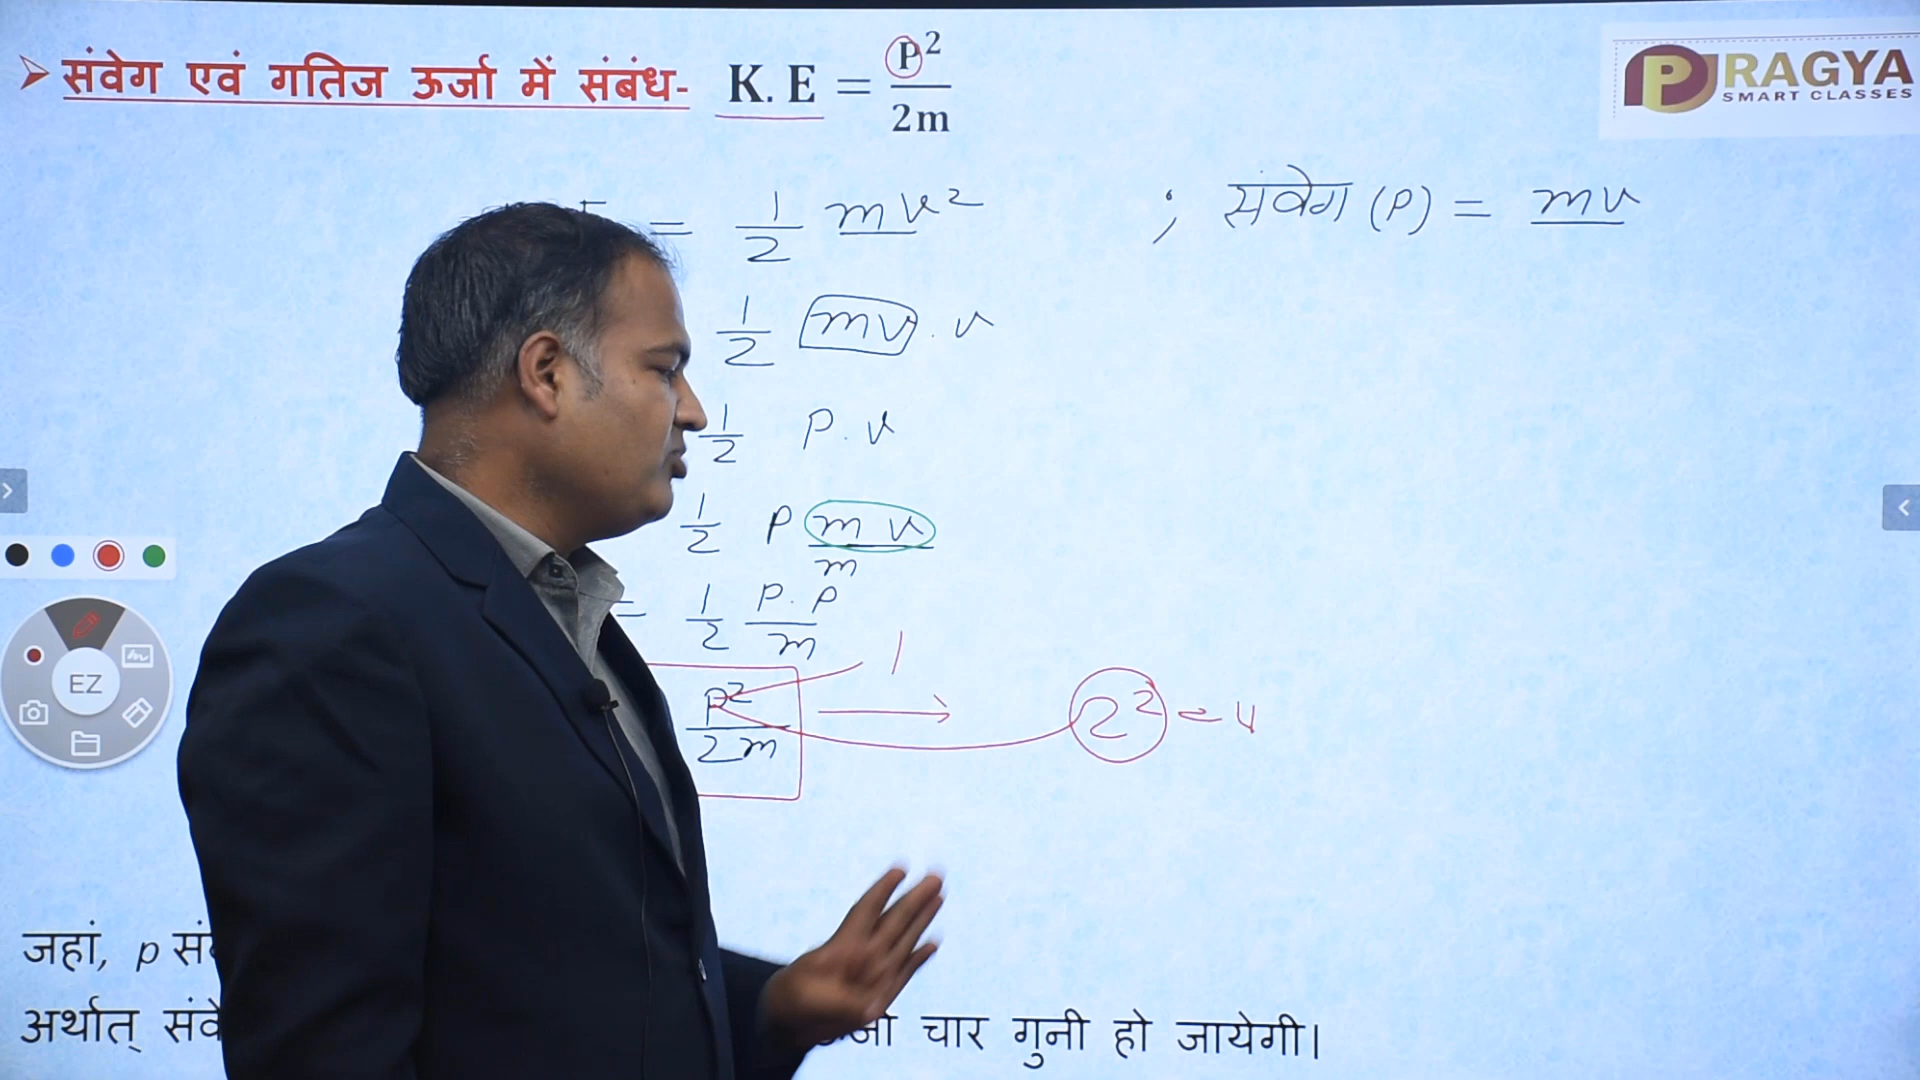 ➤ संवेग एवं गतिज ऊर्जा में संबंध- K.E = P²/2m
PRAGYA
SMART CLASSES
= 1/2 mv² ; संवेग (P) = mv
1/2 mv . v
1/2 P . v
1/2 P mv/m
= 1/2 P.P/m
1
P²/2m → 2² = 4
EZ
जहां, p
अर्थात्
चार गुनी हो जायेगी।